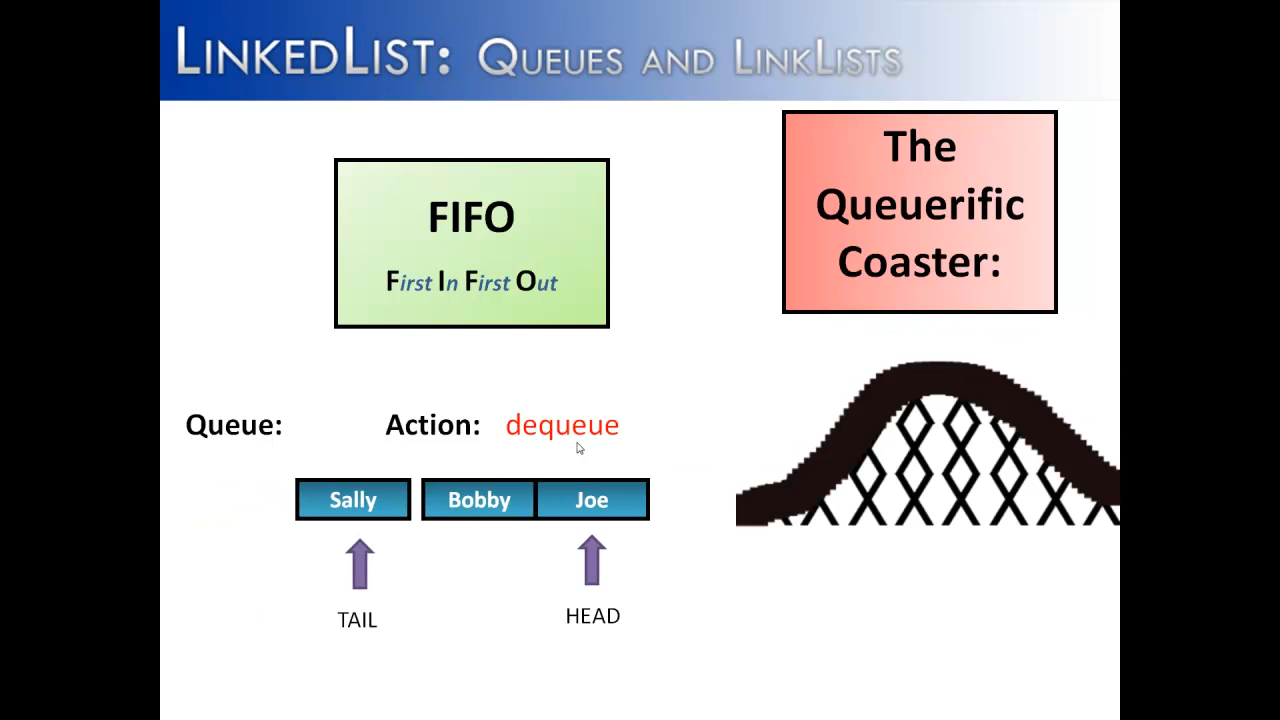 LINKEDLIST: QUEUES AND LINKLISTS
FIFO
First In First Out
The
Queuerific
Coaster:
Queue:
Action: dequeue
Sally
Bobby
Joe
TAIL
HEAD